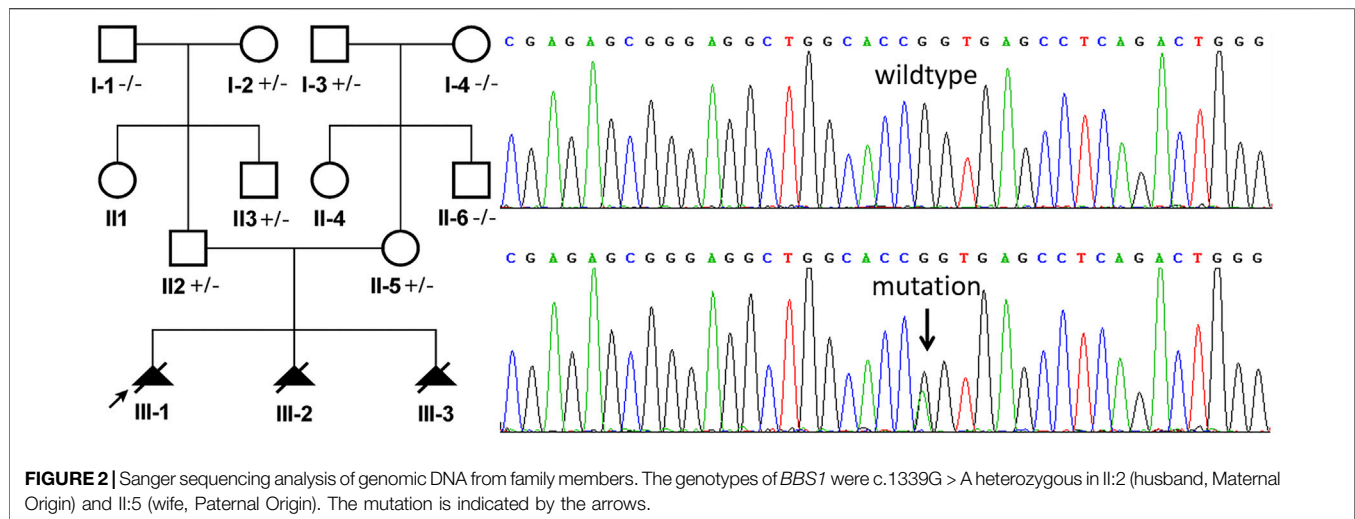 I-1 -/- I-2 +/- I-3 +/- I-4 -/-
II1 II3 +/- II-4 II-6 -/-
II2 +/- II-5 +/-
III-1 III-2 III-3
C G A G A G C G G G A G G C T G G C A C C G G T G A G C C T C A G A C T G G G
wildtype
C G A G A G C G G G A G G C T G G C A C C G G T G A G C C T C A G A C T G G G
mutation
FIGURE 2 | Sanger sequencing analysis of genomic DNA from family members. The genotypes of BBS1 were c.1339G > A heterozygous in II:2 (husband, Maternal
Origin) and II:5 (wife, Paternal Origin). The mutation is indicated by the arrows.